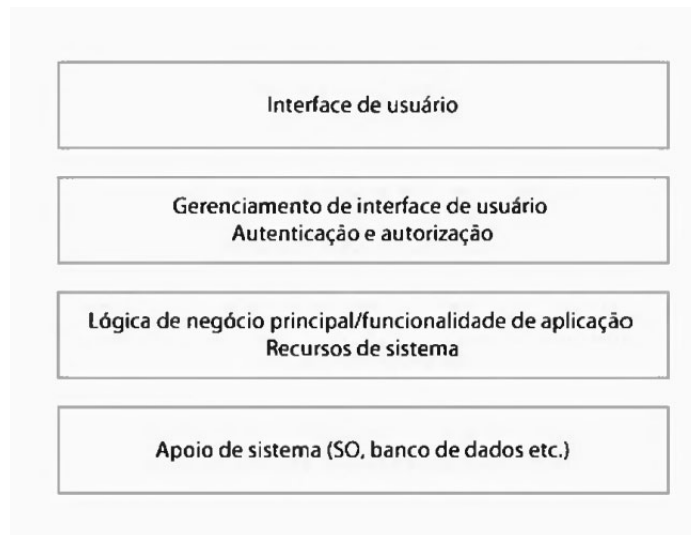 Interface de usuário
Gerenciamento de interface de usuário
Autenticação e autorização
Lógica de negócio principal/funcionalidade de aplicação
Recursos de sistema
Apoio de sistema (SO, banco de dados etc.)